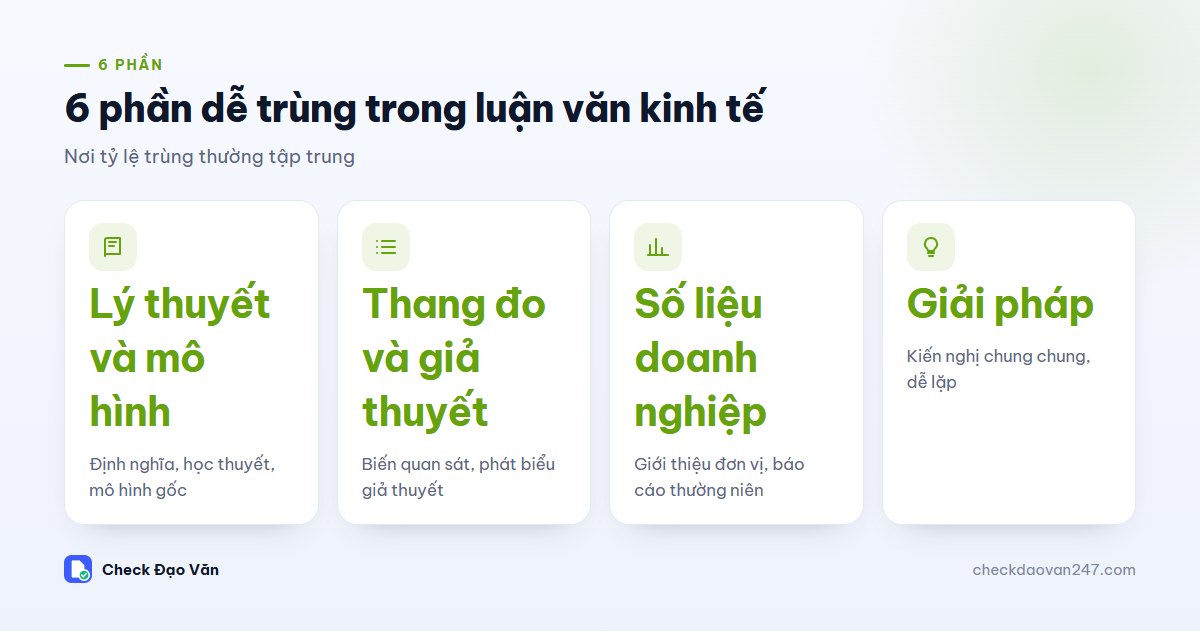 6 PHẦN
6 phần dễ trùng trong luận văn kinh tế
Nơi tỷ lệ trùng thường tập trung
Lý thuyết
và mô
hình
Định nghĩa, học thuyết,
mô hình gốc
Thang đo
và giả
thuyết
Biến quan sát, phát biểu
giả thuyết
Số liệu
doanh
nghiệp
Giới thiệu đơn vị, báo
cáo thường niên
Giải pháp
Kiến nghị chung chung,
dễ lặp
Check Đạo Văn
checkdaovan247.com